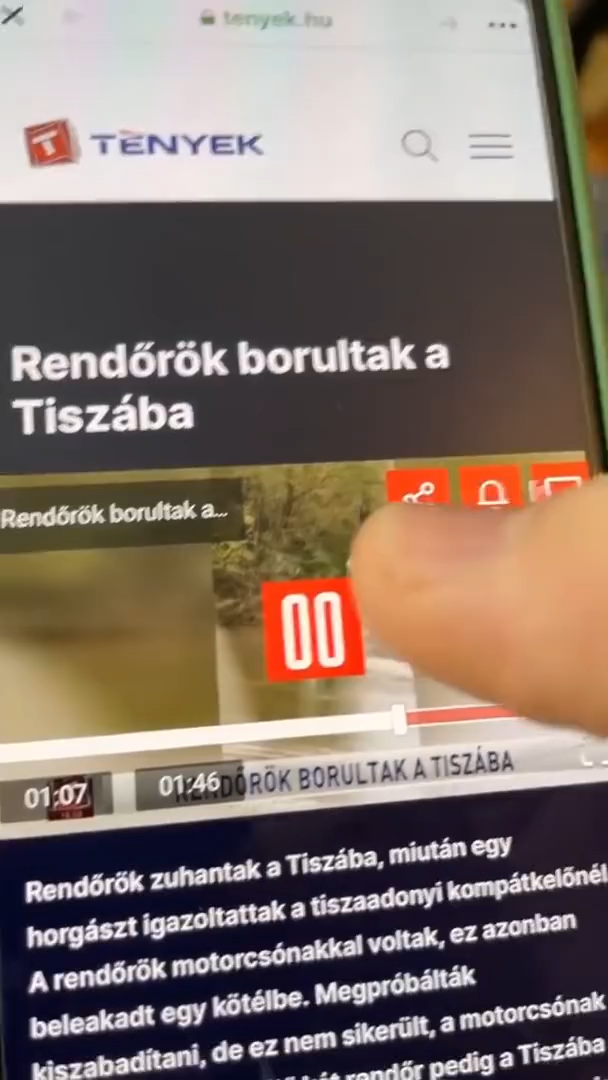 tenyek.hu
TÉNYEK
Rendőrök borultak a
Tiszába
Rendőrök borultak a...
01:07
01:46
RENDŐRÖK BORULTAK A TISZÁBA
Rendőrök zuhantak a Tiszába, miután egy
horgászt igazoltattak a tiszaadonyi kompátkelőnél
A rendőrök motorcsónakkal voltak, ez azonban
beleakadt egy kötélbe. Megpróbálták
kiszabadítani, de ez nem sikerült, a motorcsónak
rendőr pedig a Tiszába